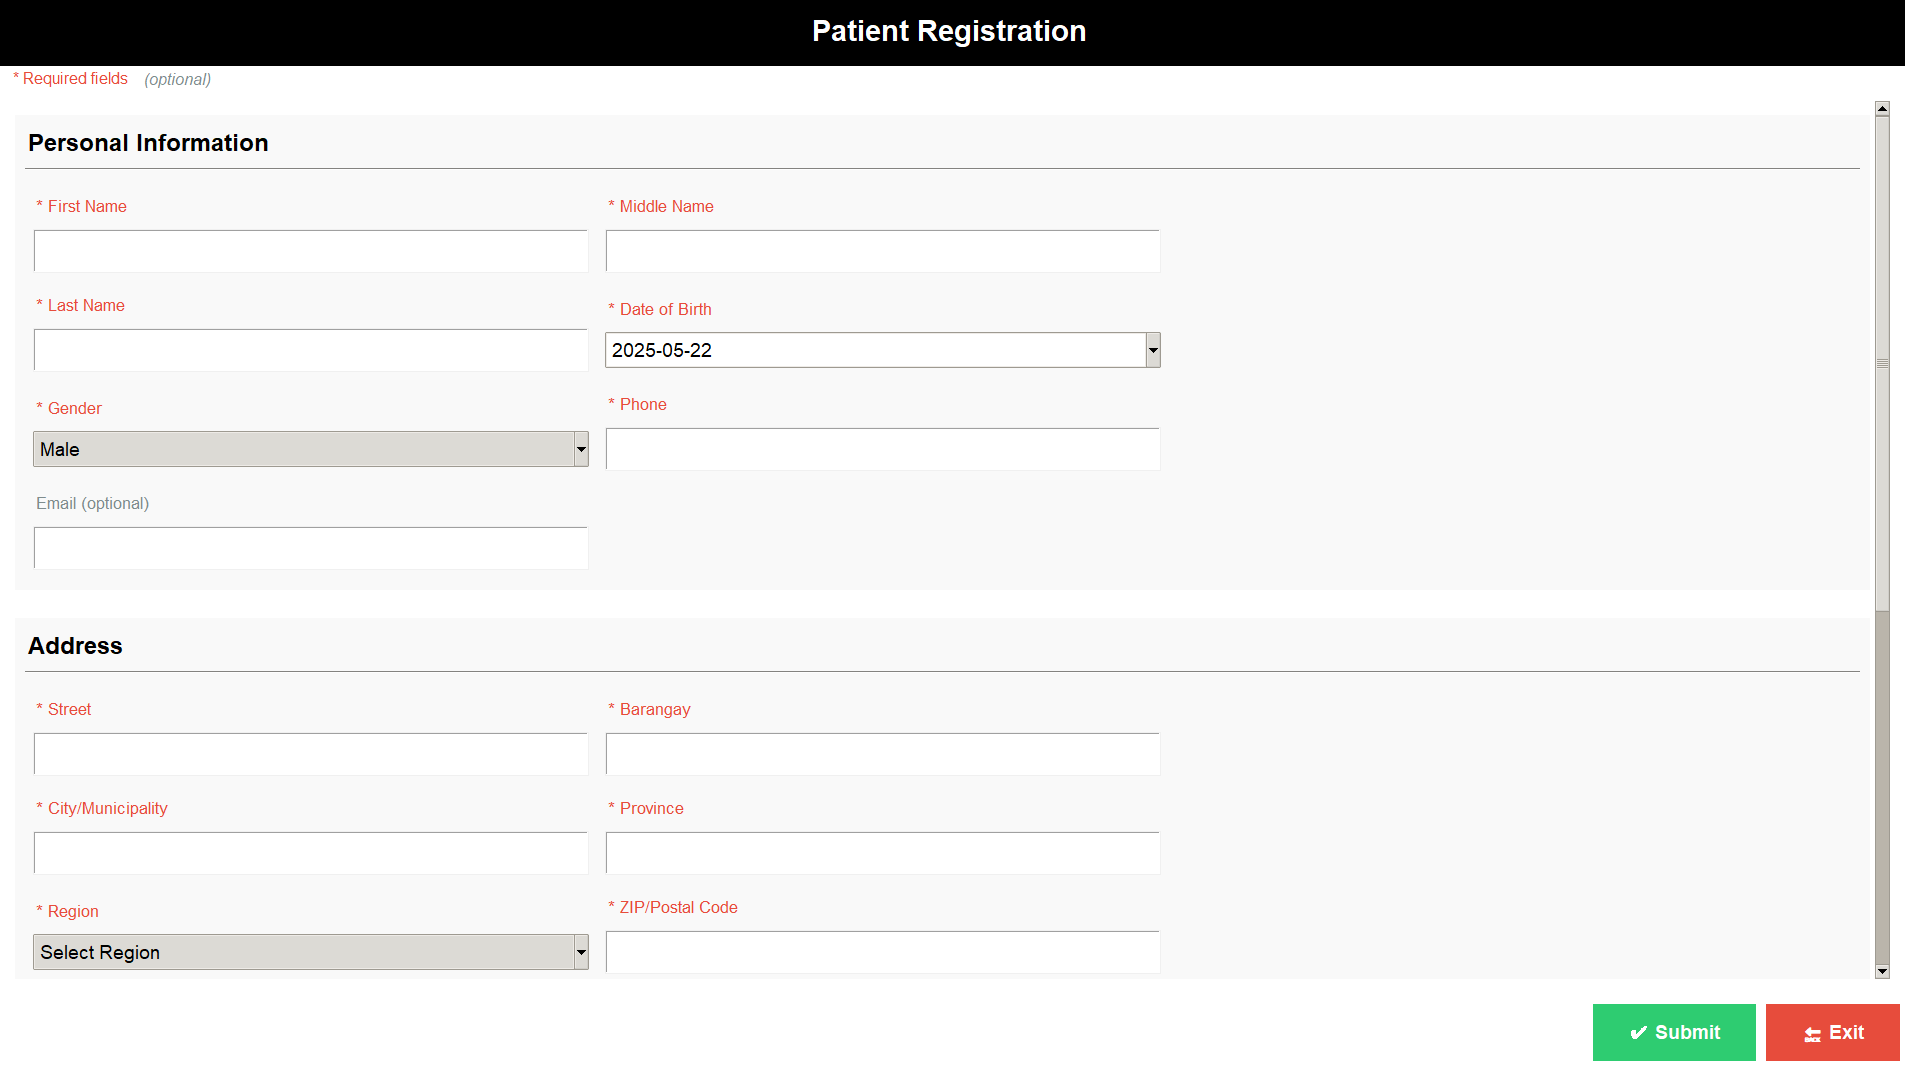 Patient Registration
* Required fields (optional)
Personal Information
* First Name
* Middle Name
* Last Name
* Date of Birth
2025-05-22
* Gender
* Phone
Male
Email (optional)
Address
* Street
* Barangay
* City/Municipality
* Province
* Region
* ZIP/Postal Code
Select Region
✔ Submit
BACK Exit